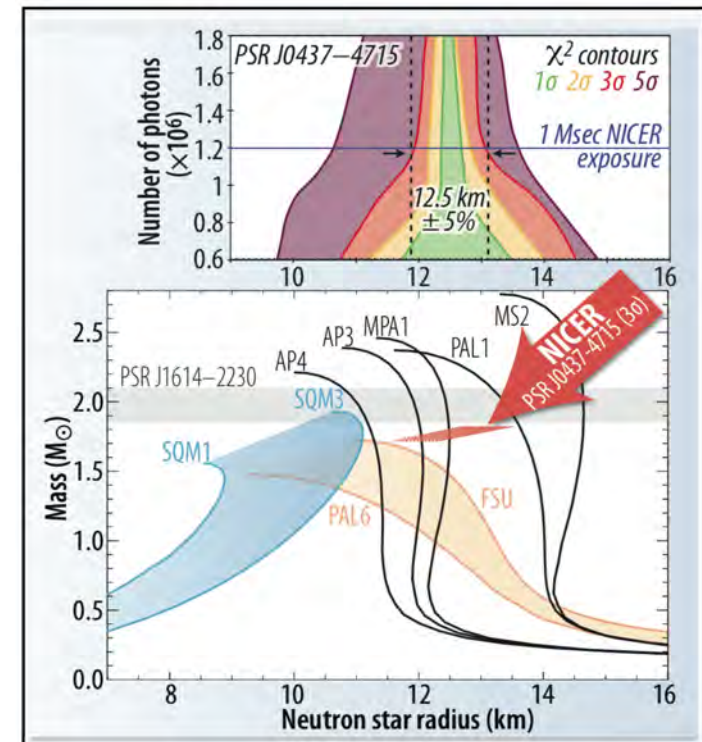 PSR J0437–4715
χ² contours
1σ 2σ 3σ 5σ
1 Msec NICER
exposure
12.5 km
± 5%
Number of photons
(×10⁶)
1.8
1.6
1.4
1.2
1
0.8
0.6
10 12 14 16
NICER
PSR J0437-4715 (3σ)
MS2
MPA1
AP3
PAL1
AP4
PSR J1614–2230
SQM3
SQM1
PAL6
FSU
Mass (M⊙)
2.5
2.0
1.5
1.0
0.5
0.0
8 10 12 14 16
Neutron star radius (km)